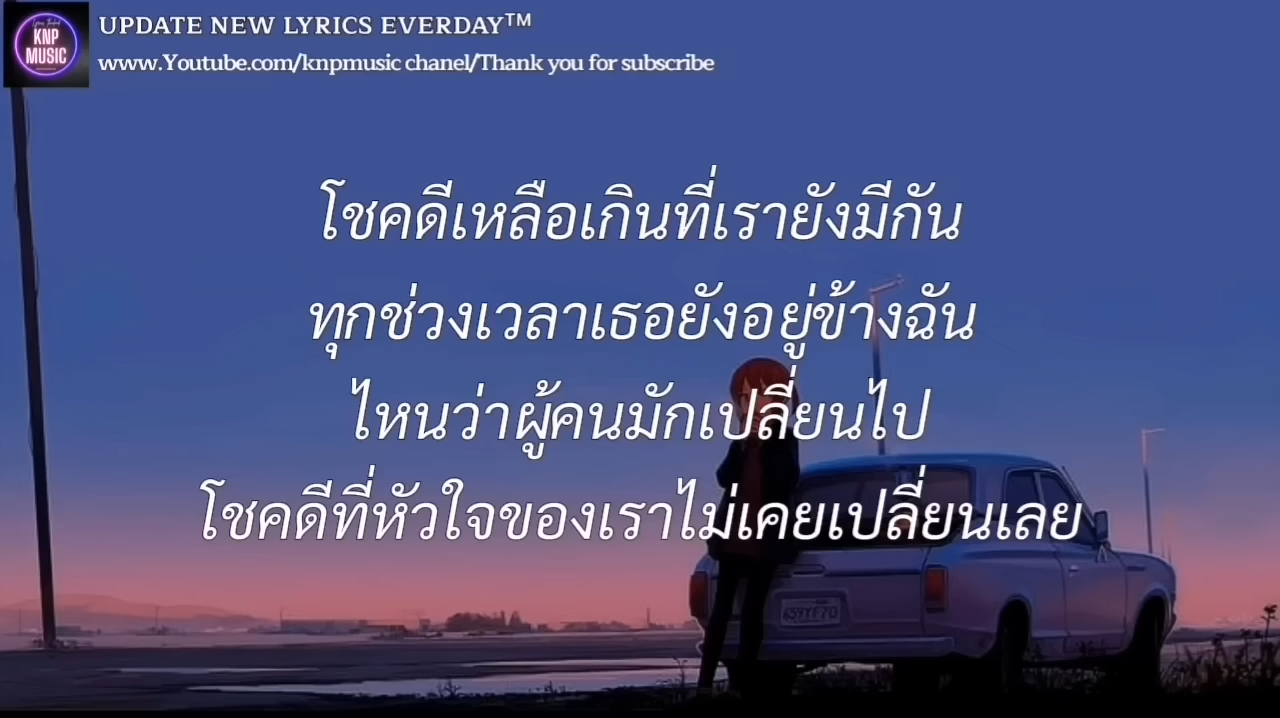 KNP
MUSIC
UPDATE NEW LYRICS EVERDAY™
www.Youtube.com/knpmusic chanel/Thank you for subscribe
โชคดีเหลือเกินที่เรายังมีกัน
ทุกช่วงเวลาเธอยังอยู่ข้างฉัน
ไหนว่าผู้คนมักเปลี่ยนไป
โชคดีที่หัวใจของเราไม่เคยเปลี่ยนเลย